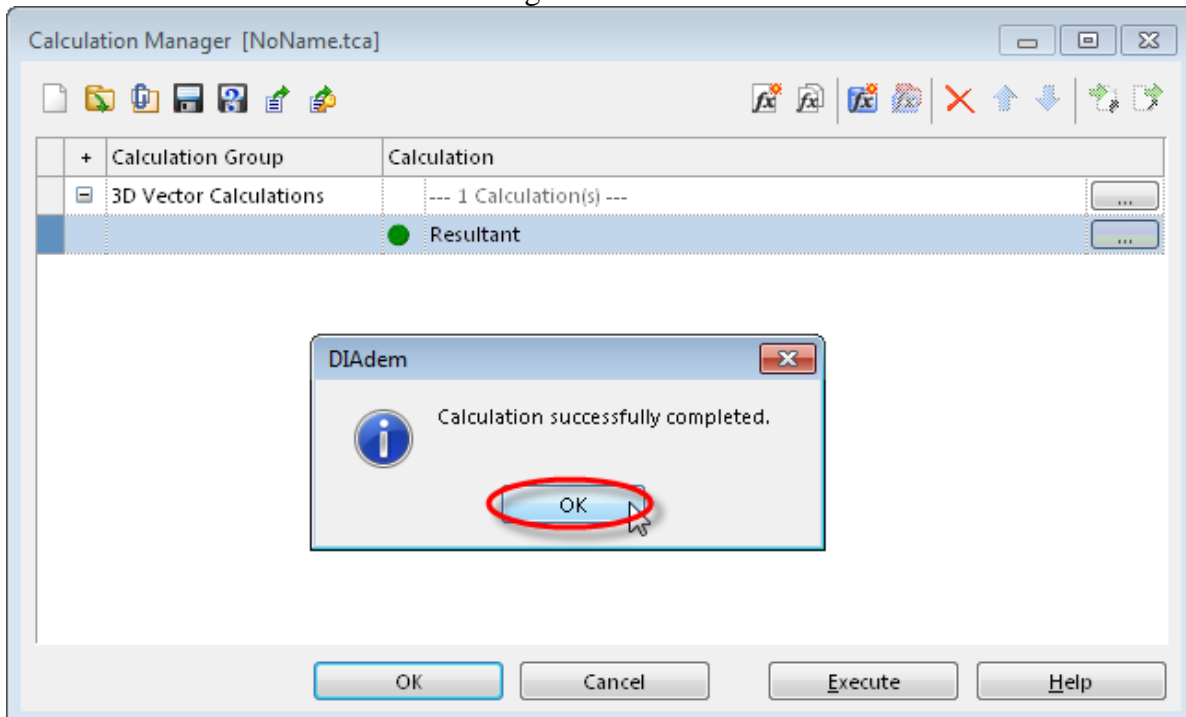 Calculation Manager [NoName.tca]
+ Calculation Group Calculation
3D Vector Calculations --- 1 Calculation(s) --- ...
Resultant ...
DIAdem
Calculation successfully completed.
OK
OK Cancel Execute Help